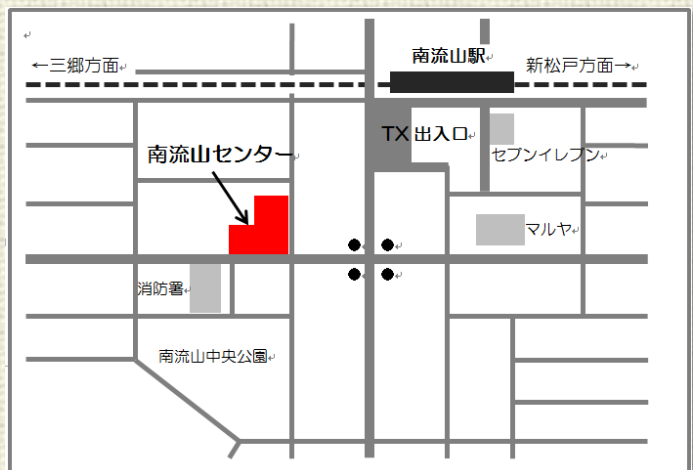 南流山駅
←三郷方面
新松戸方面→
TX 出入口
南流山センター
セブンイレブン
マルヤ
消防署
南流山中央公園